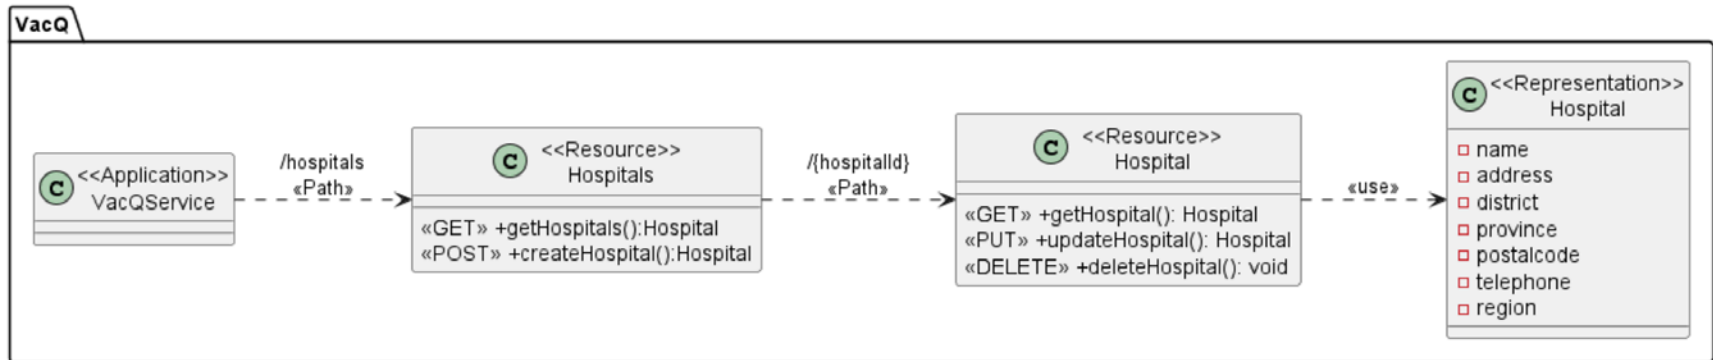 VacQ
C
<<Application>>
VacQService
/hospitals
«Path»
C
<<Resource>>
Hospitals
«GET» +getHospitals():Hospital
«POST» +createHospital():Hospital
/{hospitalId}
«Path»
C
<<Resource>>
Hospital
«GET» +getHospital(): Hospital
«PUT» +updateHospital(): Hospital
«DELETE» +deleteHospital(): void
«use»
C
<<Representation>>
Hospital
name
address
district
province
postalcode
telephone
region